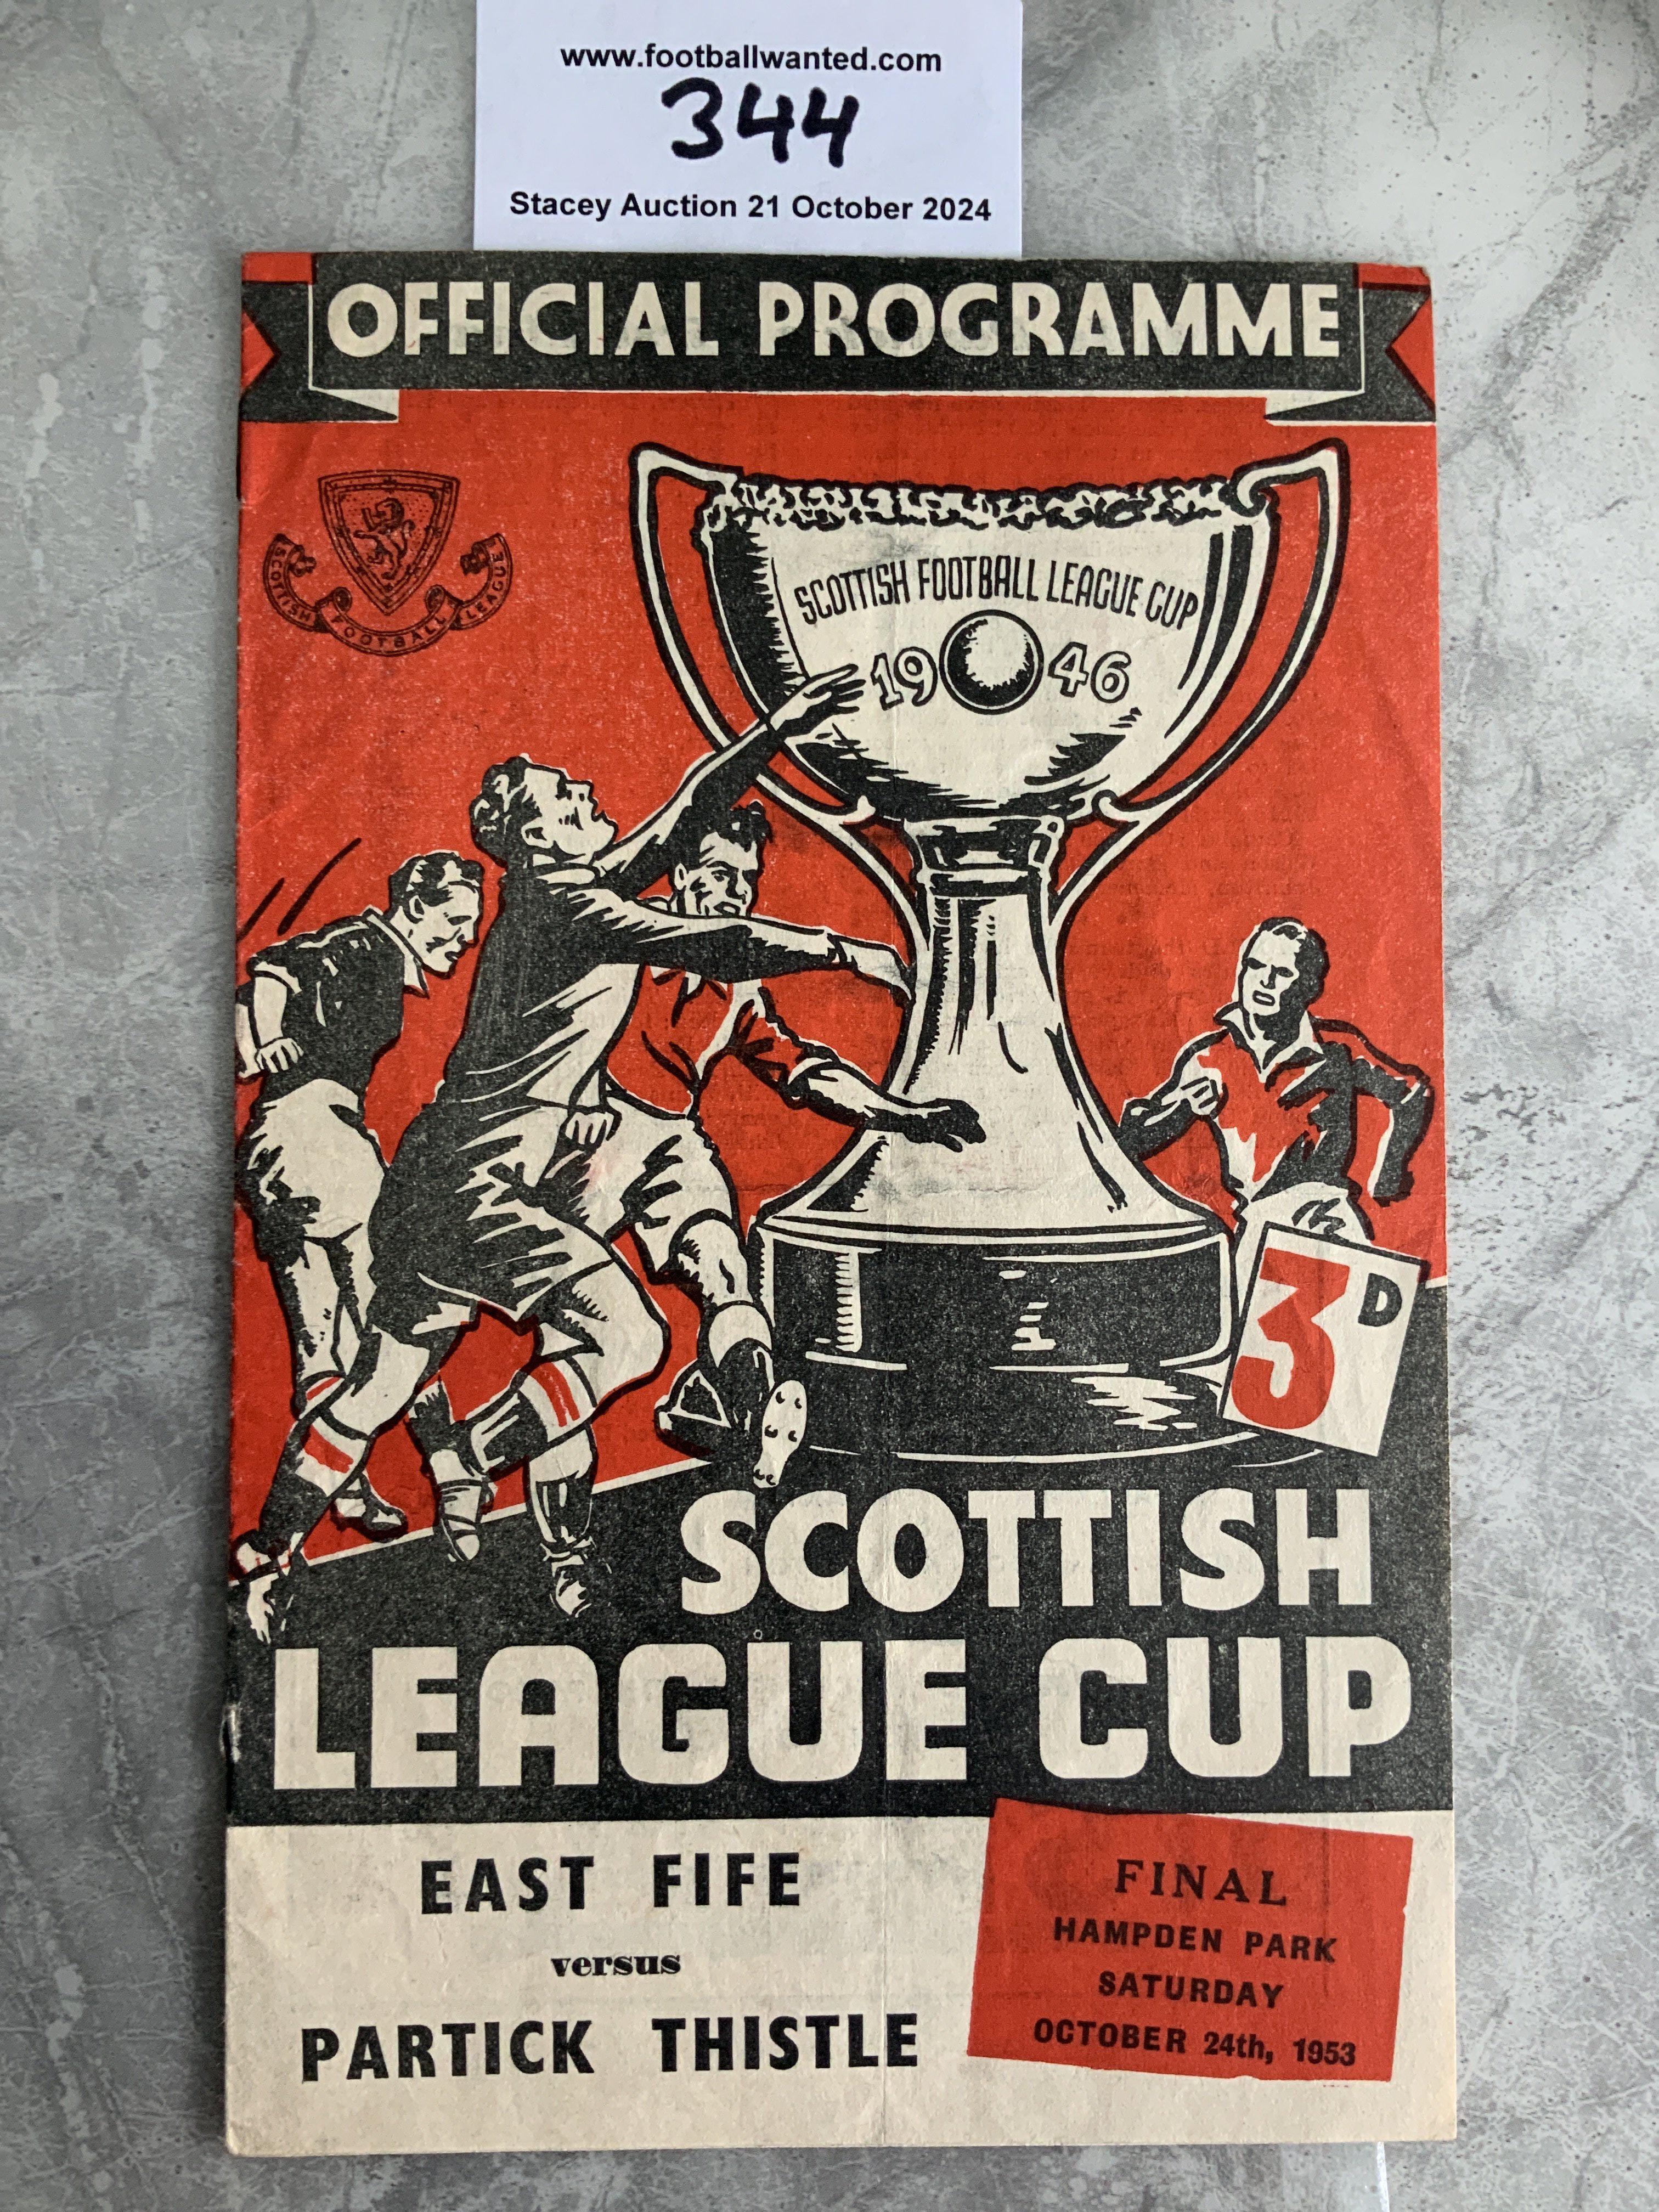 www.footballwanted.com
344
Stacey Auction 21 October 2024
OFFICIAL PROGRAMME
SCOTTISH FOOTBALL LEAGUE
SCOTTISH FOOTBALL LEAGUE CUP
1946
3D
SCOTTISH
LEAGUE CUP
EAST FIFE
versus
PARTICK THISTLE
FINAL
HAMPDEN PARK
SATURDAY
OCTOBER 24th, 1953